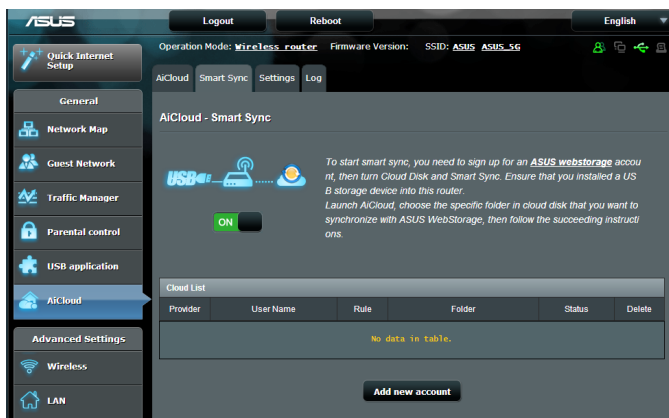 ASUS
Logout
Reboot
English
Quick Internet
Setup
Operation Mode: Wireless router Firmware Version: SSID: ASUS ASUS_5G
AiCloud
Smart Sync
Settings
Log
General
Network Map
Guest Network
Traffic Manager
Parental control
USB application
AiCloud
Advanced Settings
Wireless
LAN
AiCloud - Smart Sync
USB
ON
To start smart sync, you need to sign up for an ASUS webstorage accou
nt, then turn Cloud Disk and Smart Sync. Ensure that you installed a US
B storage device into this router.
Launch AiCloud, choose the specific folder in cloud disk that you want to
synchronize with ASUS WebStorage, then follow the succeeding instructi
ons.
Cloud List
Provider User Name Rule Folder Status Delete
No data in table.
Add new account